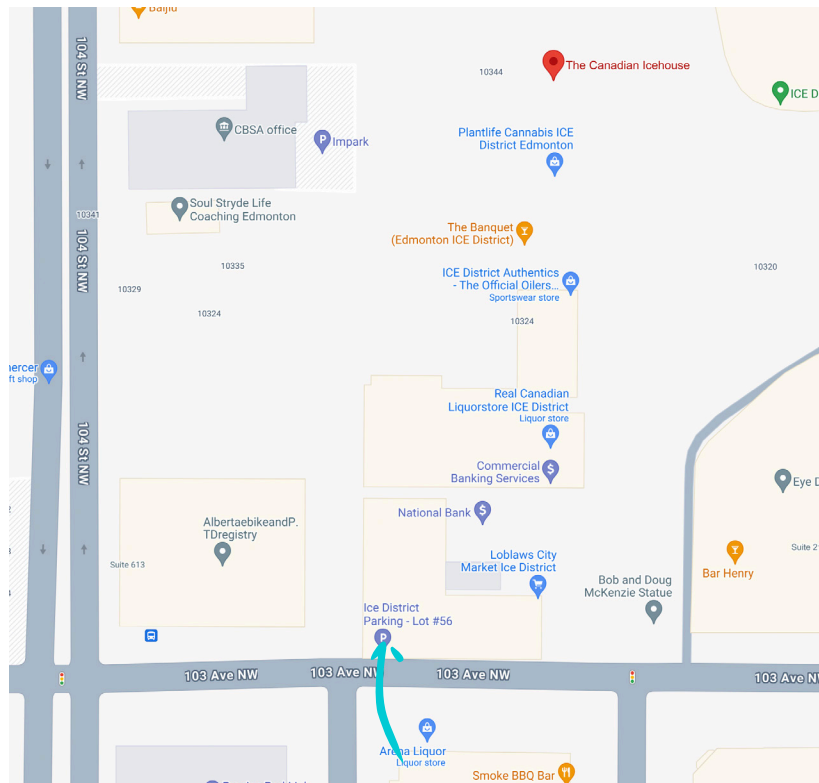 Baijiu
104 St NW
10344
The Canadian Icehouse
ICE D
CBSA office
Impark
Plantlife Cannabis ICE
District Edmonton
Soul Stryde Life
Coaching Edmonton
10341
The Banquet
(Edmonton ICE District)
104 St NW
10335
10320
ICE District Authentics
- The Official Oilers...
Sportswear store
10329
10324
10324
nercer
ft shop
Real Canadian
Liquorstore ICE District
Liquor store
104 St NW
Commercial
Banking Services
Eye D
National Bank
AlbertaebikeandP.
TDregistry
Suite 613
Loblaws City
Market Ice District
Suite 21
Bar Henry
Bob and Doug
McKenzie Statue
Ice District
Parking - Lot #56
P
103 Ave NW
103 Ave NW
103 Ave NW
103 Ave NW
Arena Liquor
Liquor store
Smoke BBQ Bar